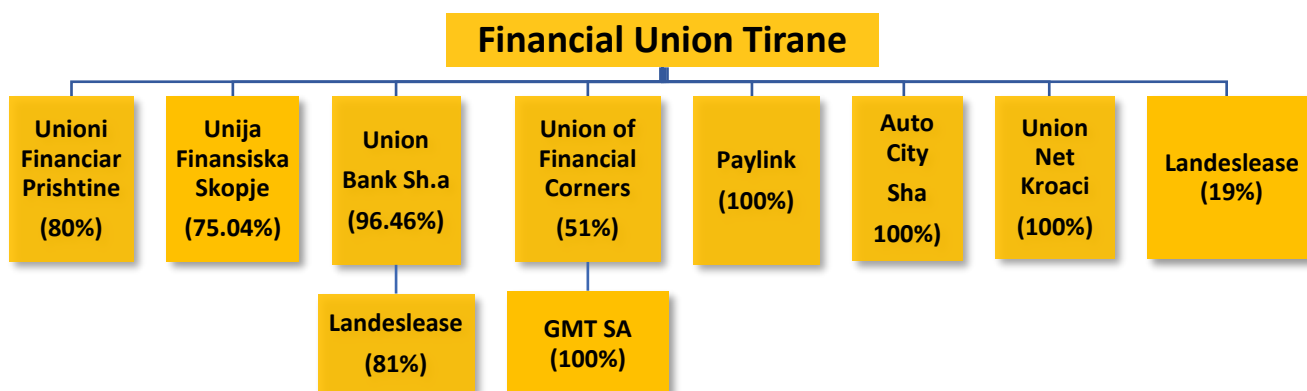 Financial Union Tirane
Unioni
Financiar
Prishtine
(80%)
Unija
Finansiska
Skopje
(75.04%)
Union
Bank Sh.a
(96.46%)
Union of
Financial
Corners
(51%)
Paylink
(100%)
Auto
City
Sha
100%)
Union
Net
Kroaci
(100%)
Landeslease
(19%)
Landeslease
(81%)
GMT SA
(100%)